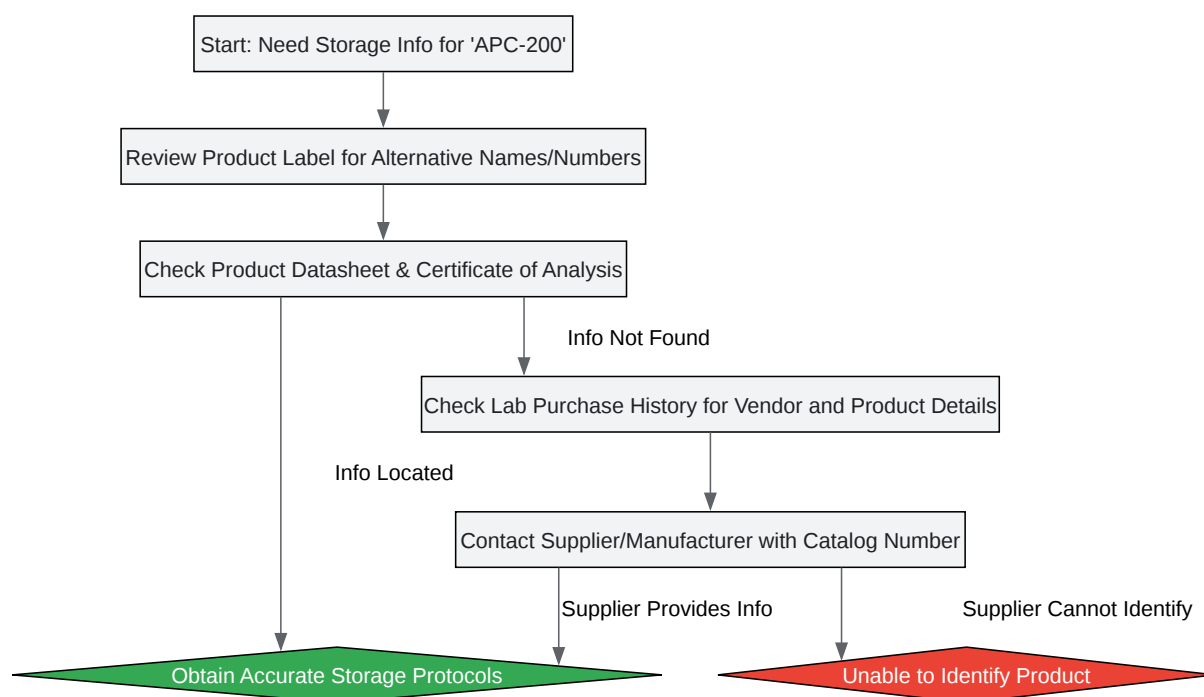 Start: Need Storage Info for 'APC-200'
Review Product Label for Alternative Names/Numbers
Check Product Datasheet & Certificate of Analysis
Info Not Found
Check Lab Purchase History for Vendor and Product Details
Info Located
Contact Supplier/Manufacturer with Catalog Number
Supplier Provides Info
Supplier Cannot Identify
Obtain Accurate Storage Protocols
Unable to Identify Product